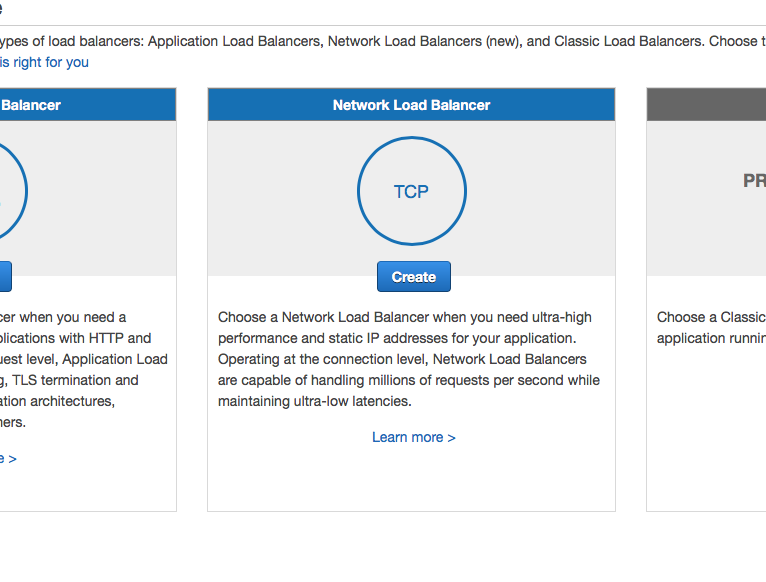 ypes of load balancers: Application Load Balancers, Network Load Balancers (new), and Classic Load Balancers. Choose t
is right for you
Balancer
cer when you need a
plications with HTTP and
uest level, Application Load
g, TLS termination and
ation architectures,
ners.
e >
Network Load Balancer
TCP
Create
Choose a Network Load Balancer when you need ultra-high
performance and static IP addresses for your application.
Operating at the connection level, Network Load Balancers
are capable of handling millions of requests per second while
maintaining ultra-low latencies.
Learn more >
PR
Choose a Classic
application runnin